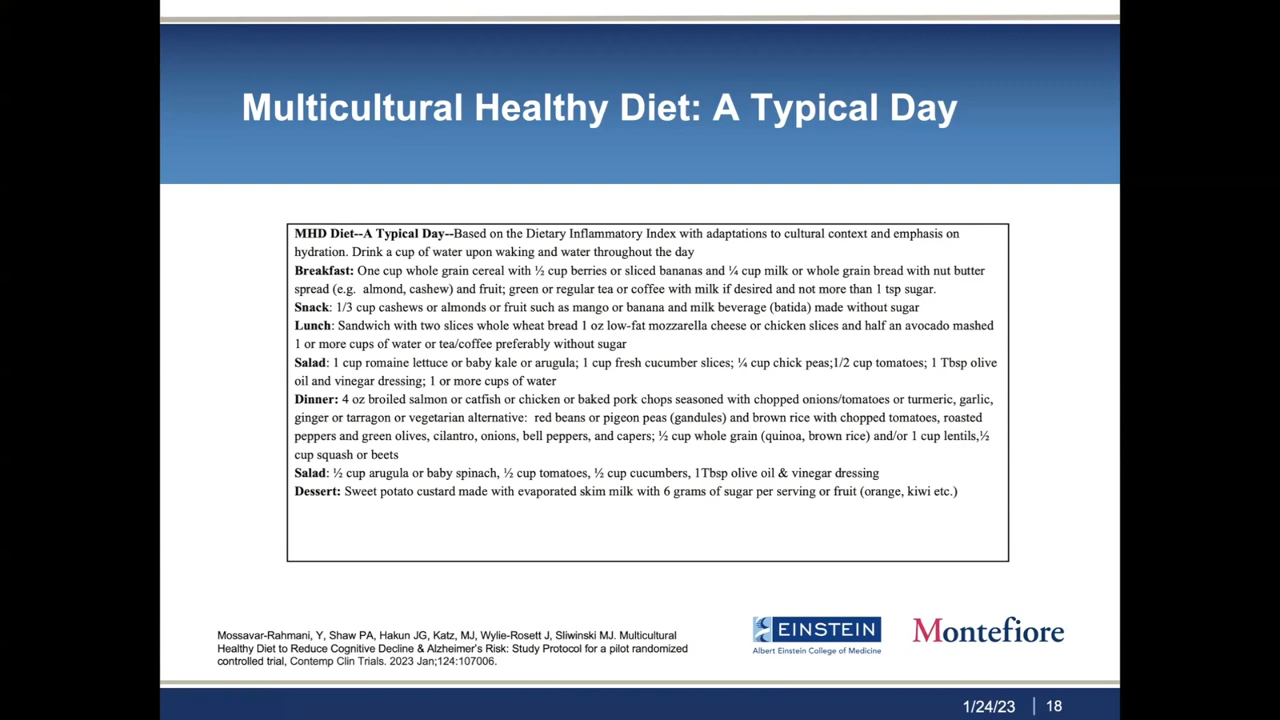 Multicultural Healthy Diet: A Typical Day
MHD Diet--A Typical Day--Based on the Dietary Inflammatory Index with adaptations to cultural context and emphasis on
hydration. Drink a cup of water upon waking and water throughout the day
Breakfast: One cup whole grain cereal with ½ cup berries or sliced bananas and ¼ cup milk or whole grain bread with nut butter
spread (e.g. almond, cashew) and fruit; green or regular tea or coffee with milk if desired and not more than 1 tsp sugar.
Snack: 1/3 cup cashews or almonds or fruit such as mango or banana and milk beverage (batida) made without sugar
Lunch: Sandwich with two slices whole wheat bread 1 oz low-fat mozzarella cheese or chicken slices and half an avocado mashed
1 or more cups of water or tea/coffee preferably without sugar
Salad: 1 cup romaine lettuce or baby kale or arugula; 1 cup fresh cucumber slices; ¼ cup chick peas;1/2 cup tomatoes; 1 Tbsp olive
oil and vinegar dressing; 1 or more cups of water
Dinner: 4 oz broiled salmon or catfish or chicken or baked pork chops seasoned with chopped onions/tomatoes or turmeric, garlic,
ginger or tarragon or vegetarian alternative: red beans or pigeon peas (gandules) and brown rice with chopped tomatoes, roasted
peppers and green olives, cilantro, onions, bell peppers, and capers; ½ cup whole grain (quinoa, brown rice) and/or 1 cup lentils,½
cup squash or beets
Salad: ½ cup arugula or baby spinach, ½ cup tomatoes, ½ cup cucumbers, 1Tbsp olive oil & vinegar dressing
Dessert: Sweet potato custard made with evaporated skim milk with 6 grams of sugar per serving or fruit (orange, kiwi etc.)
Mossavar-Rahmani, Y, Shaw PA, Hakun JG, Katz, MJ, Wylie-Rosett J, Sliwinski MJ. Multicultural
Healthy Diet to Reduce Cognitive Decline & Alzheimer's Risk: Study Protocol for a pilot randomized
controlled trial, Contemp Clin Trials. 2023 Jan;124:107006.
EINSTEIN
Albert Einstein College of Medicine
Montefiore
1/24/23 | 18